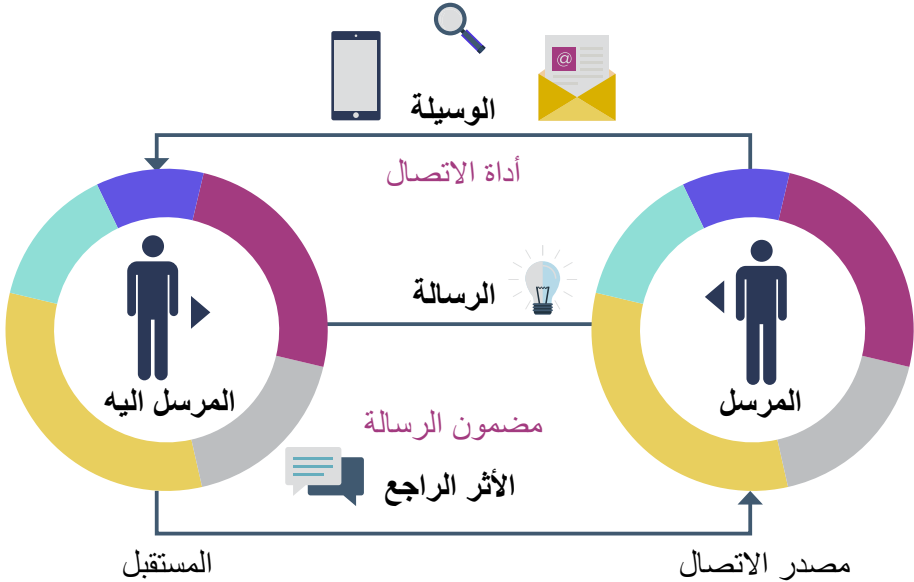 @
الوسيلة
أداة الاتصال
الرسالة
المرسل
المرسل اليه
مضمون الرسالة
الأثر الراجع
مصدر الاتصال
المستقبل